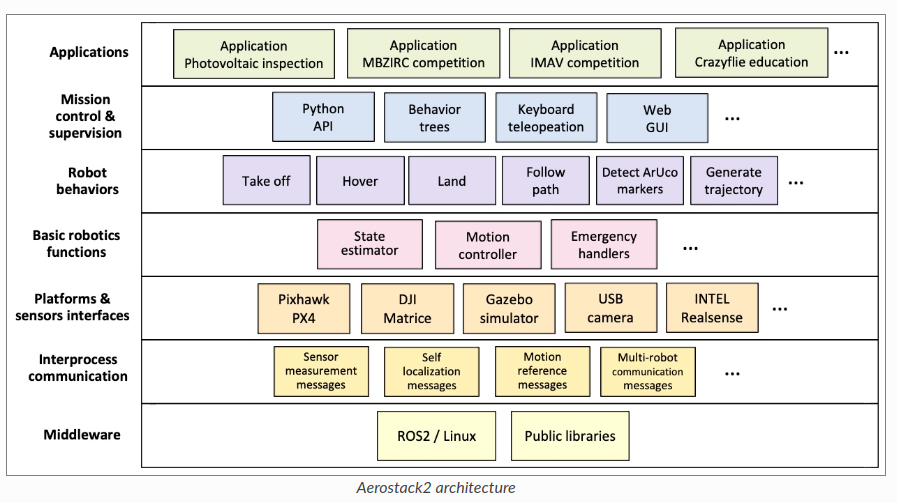 Applications
Application
Photovoltaic inspection
Application
MBZIRC competition
Application
IMAV competition
Application
Crazyflie education
...
Mission
control &
supervision
Python
API
Behavior
trees
Keyboard
teleopeation
Web
GUI
...
Robot
behaviors
Take off
Hover
Land
Follow
path
Detect ArUco
markers
Generate
trajectory
...
Basic robotics
functions
State
estimator
Motion
controller
Emergency
handlers
...
Platforms &
sensors interfaces
Pixhawk
PX4
DJI
Matrice
Gazebo
simulator
USB
camera
INTEL
Realsense
...
Interprocess
communication
Sensor
measurement
messages
Self
localization
messages
Motion
reference
messages
Multi-robot
communication
messages
...
Middleware
ROS2 / Linux
Public libraries
Aerostack2 architecture